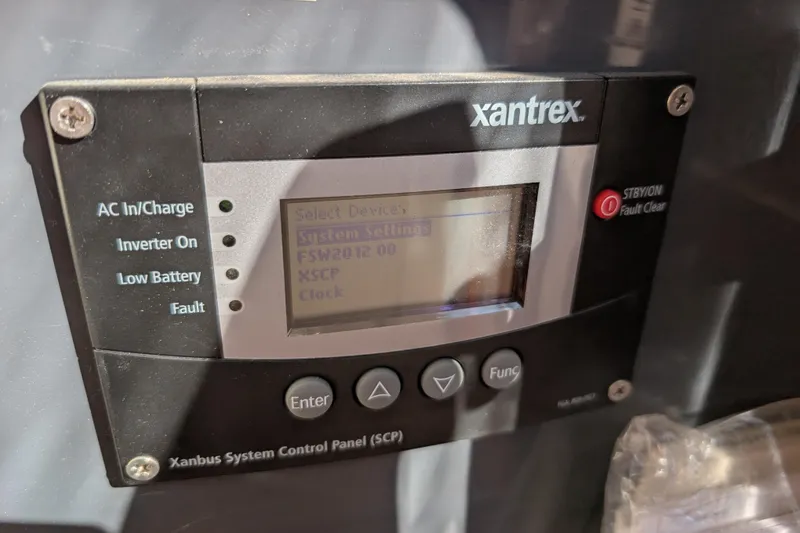 xantrex
AC In/Charge
Inverter On
Low Battery
Fault
Select Device:
System Settings
FSW2012 00
XSCP
Clock
STBY/ON
Fault Clear
Enter
Func
Xanbus System Control Panel (SCP)